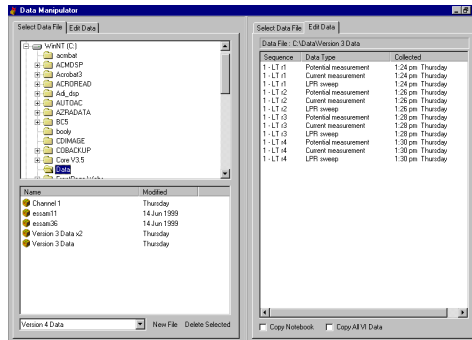 Data Manipulator
Select Data File Edit Data
WinNT (C:)
acmbat
ACMDSP
Acrobat3
ACROREAD
Adj_dsp
AUTOAC
AZRADATA
BC5
booly
CDIMAGE
COBACKUP
Core V3.5
Data
Name Modified
Channel 1 Thursday
essam11 14 Jun 1999
essam36 14 Jun 1999
Version 3 Data x2 Thursday
Version 3 Data Thursday
Version 4 Data New File Delete Selected
Select Data File Edit Data
Data File : C:\Data\Version 3 Data
Sequence Data Type Collected
1 - LT r1 Potential measurement 1:24 pm Thursday
1 - LT r1 Current measurement 1:24 pm Thursday
1 - LT r1 LPR sweep 1:24 pm Thursday
1 - LT r2 Potential measurement 1:26 pm Thursday
1 - LT r2 Current measurement 1:26 pm Thursday
1 - LT r2 LPR sweep 1:26 pm Thursday
1 - LT r3 Potential measurement 1:28 pm Thursday
1 - LT r3 Current measurement 1:28 pm Thursday
1 - LT r3 LPR sweep 1:28 pm Thursday
1 - LT r4 Potential measurement 1:30 pm Thursday
1 - LT r4 Current measurement 1:30 pm Thursday
1 - LT r4 LPR sweep 1:30 pm Thursday
Copy Notebook Copy All VI Data